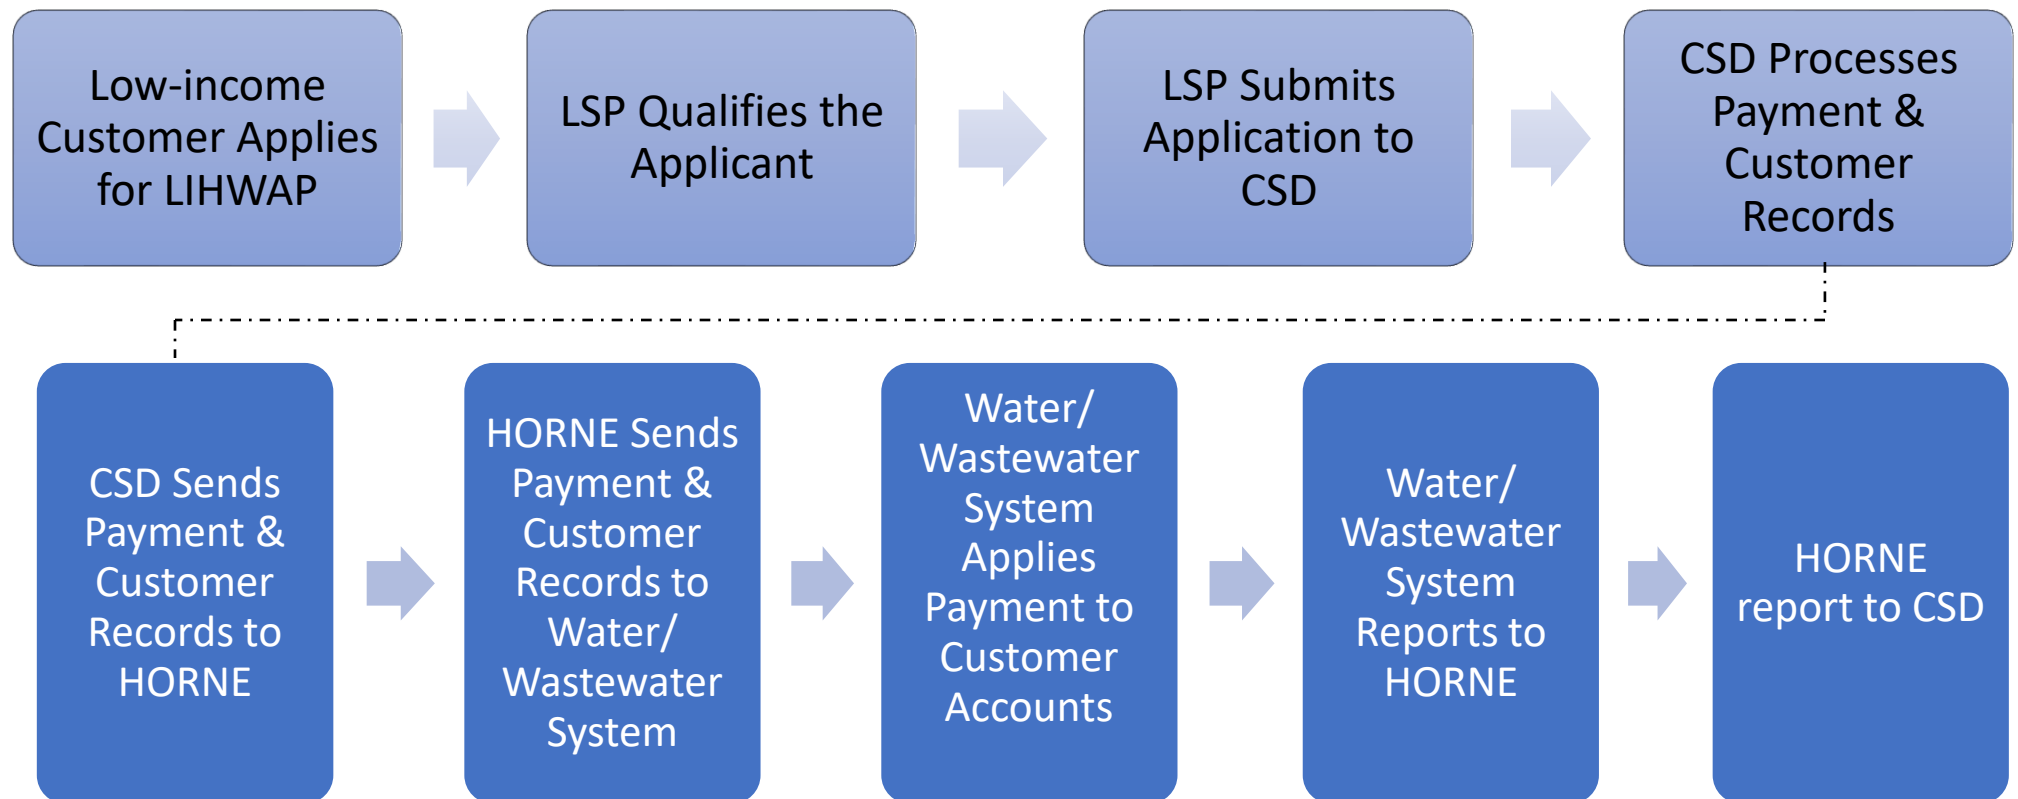 Low-income
Customer Applies
for LIHWAP
LSP Qualifies the
Applicant
LSP Submits
Application to
CSD
CSD Processes
Payment &
Customer
Records
CSD Sends
Payment &
Customer
Records to
HORNE
HORNE Sends
Payment &
Customer
Records to
Water/
Wastewater
System
Water/
Wastewater
System
Applies
Payment to
Customer
Accounts
Water/
Wastewater
System
Reports to
HORNE
HORNE
report to CSD